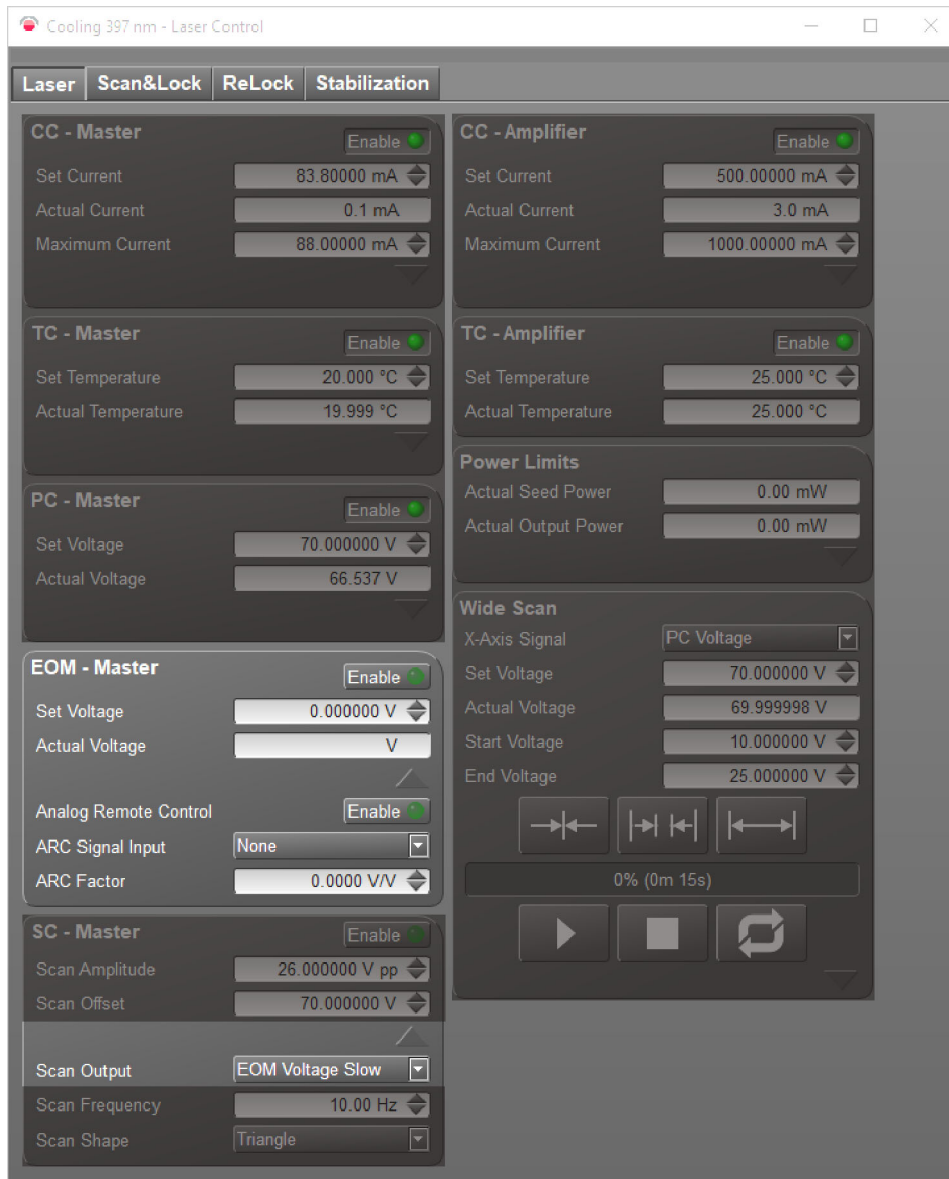 Cooling 397 nm - Laser Control
Laser Scan&Lock ReLock Stabilization
CC - Master
Enable
Set Current 83.80000 mA
Actual Current 0.1 mA
Maximum Current 88.00000 mA
TC - Master
Enable
Set Temperature 20.000 °C
Actual Temperature 19.999 °C
PC - Master
Enable
Set Voltage 70.000000 V
Actual Voltage 66.537 V
EOM - Master
Enable
Set Voltage 0.000000 V
Actual Voltage V
Analog Remote Control Enable
ARC Signal Input None
ARC Factor 0.0000 V/V
SC - Master
Enable
Scan Amplitude 26.000000 V pp
Scan Offset 70.000000 V
Scan Output EOM Voltage Slow
Scan Frequency 10.00 Hz
Scan Shape Triangle
CC - Amplifier
Enable
Set Current 500.00000 mA
Actual Current 3.0 mA
Maximum Current 1000.00000 mA
TC - Amplifier
Enable
Set Temperature 25.000 °C
Actual Temperature 25.000 °C
Power Limits
Actual Seed Power 0.00 mW
Actual Output Power 0.00 mW
Wide Scan
X-Axis Signal PC Voltage
Set Voltage 70.000000 V
Actual Voltage 69.999998 V
Start Voltage 10.000000 V
End Voltage 25.000000 V
0% (0m 15s)